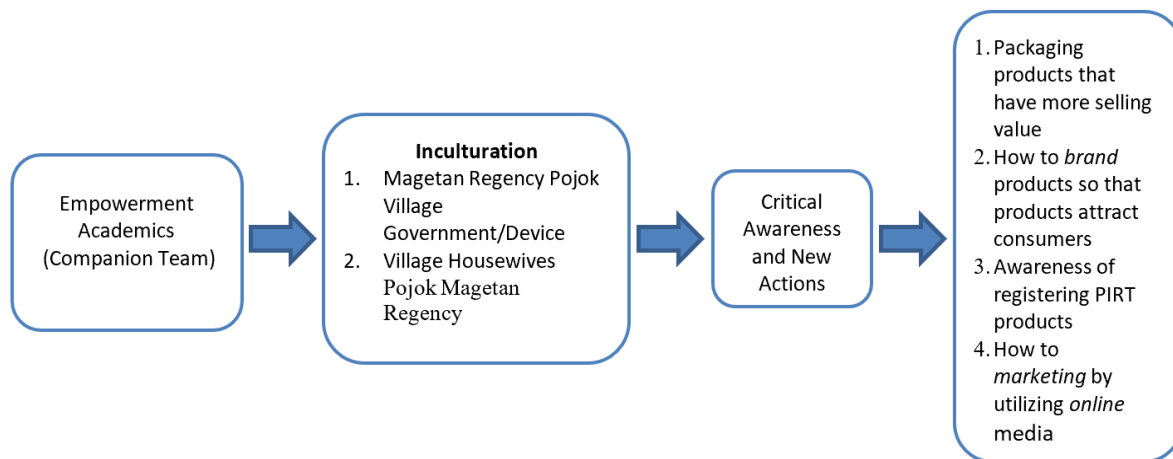 Empowerment
Academics
(Companion Team)
Inculturation
1. Magetan Regency Pojok
Village
Government/Device
2. Village Housewives
Pojok Magetan
Regency
Critical
Awareness
and New
Actions
1. Packaging
products that
have more selling
value
2. How to brand
products so that
products attract
consumers
3. Awareness of
registering PIRT
products
4. How to
marketing by
utilizing online
media